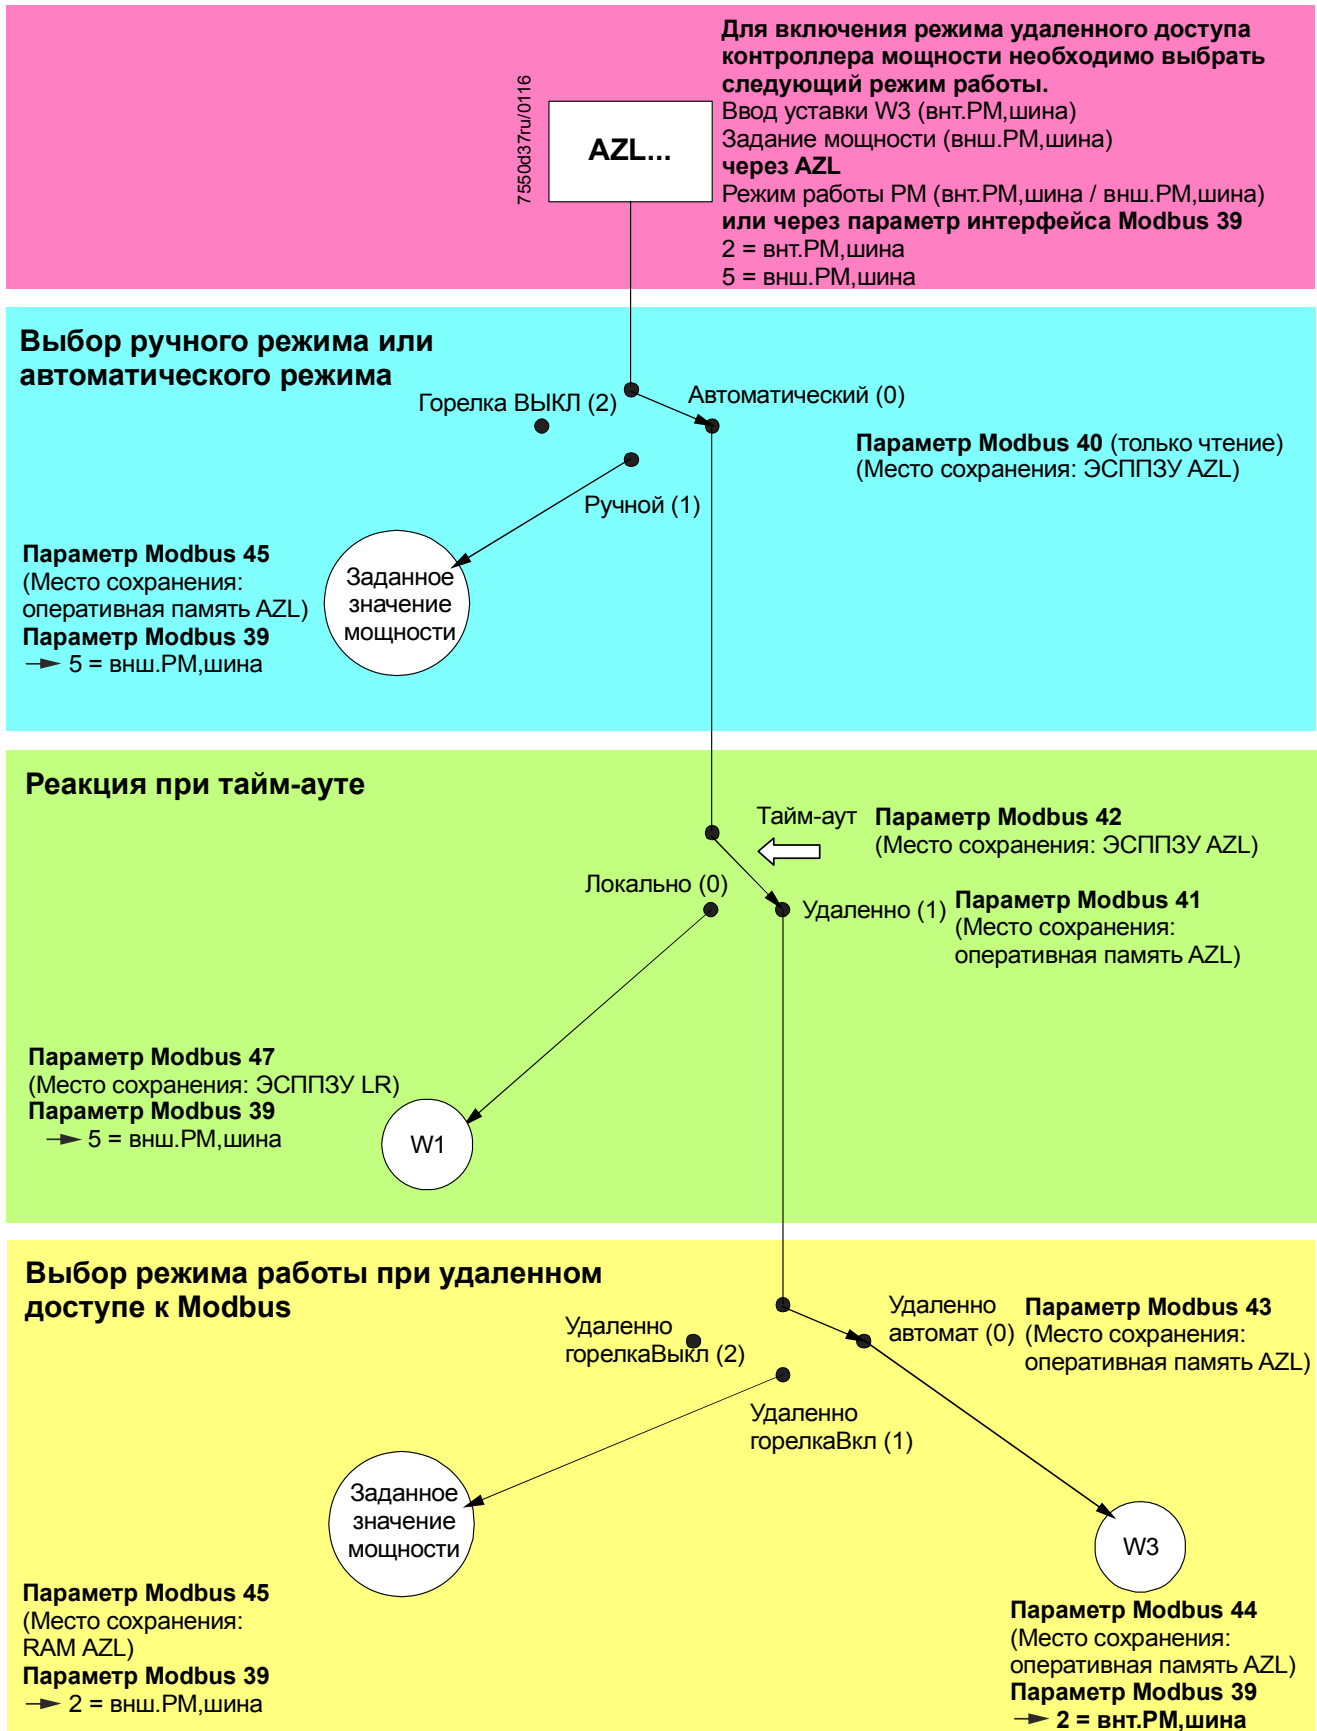 Для включения режима удаленного доступа
контроллера мощности необходимо выбрать
следующий режим работы.
Ввод уставки W3 (внт.РМ,шина)
Задание мощности (внш.РМ,шина)
через AZL
Режим работы РМ (внт.РМ,шина / внш.РМ,шина)
или через параметр интерфейса Modbus 39
2 = внт.РМ,шина
5 = внш.РМ,шина
7550d37ru/0116
AZL...
Выбор ручного режима или
автоматического режима
Горелка ВЫКЛ (2)
Автоматический (0)
Параметр Modbus 40 (только чтение)
(Место сохранения: ЭСППЗУ AZL)
Ручной (1)
Параметр Modbus 45
(Место сохранения:
оперативная память AZL)
Параметр Modbus 39
5 = внш.РМ,шина
Заданное
значение
мощности
Реакция при тайм-ауте
Тайм-аут
Параметр Modbus 42
(Место сохранения: ЭСППЗУ AZL)
Локально (0)
Удаленно (1)
Параметр Modbus 41
(Место сохранения:
оперативная память AZL)
Параметр Modbus 47
(Место сохранения: ЭСППЗУ LR)
Параметр Modbus 39
5 = внш.РМ,шина
W1
Выбор режима работы при удаленном
доступе к Modbus
Удаленно
горелкаВыкл (2)
Удаленно
автомат (0)
Параметр Modbus 43
(Место сохранения:
оперативная память AZL)
Удаленно
горелкаВкл (1)
Заданное
значение
мощности
W3
Параметр Modbus 45
(Место сохранения:
RAM AZL)
Параметр Modbus 39
2 = внш.РМ,шина
Параметр Modbus 44
(Место сохранения:
оперативная память AZL)
Параметр Modbus 39
2 = внт.РМ,шина